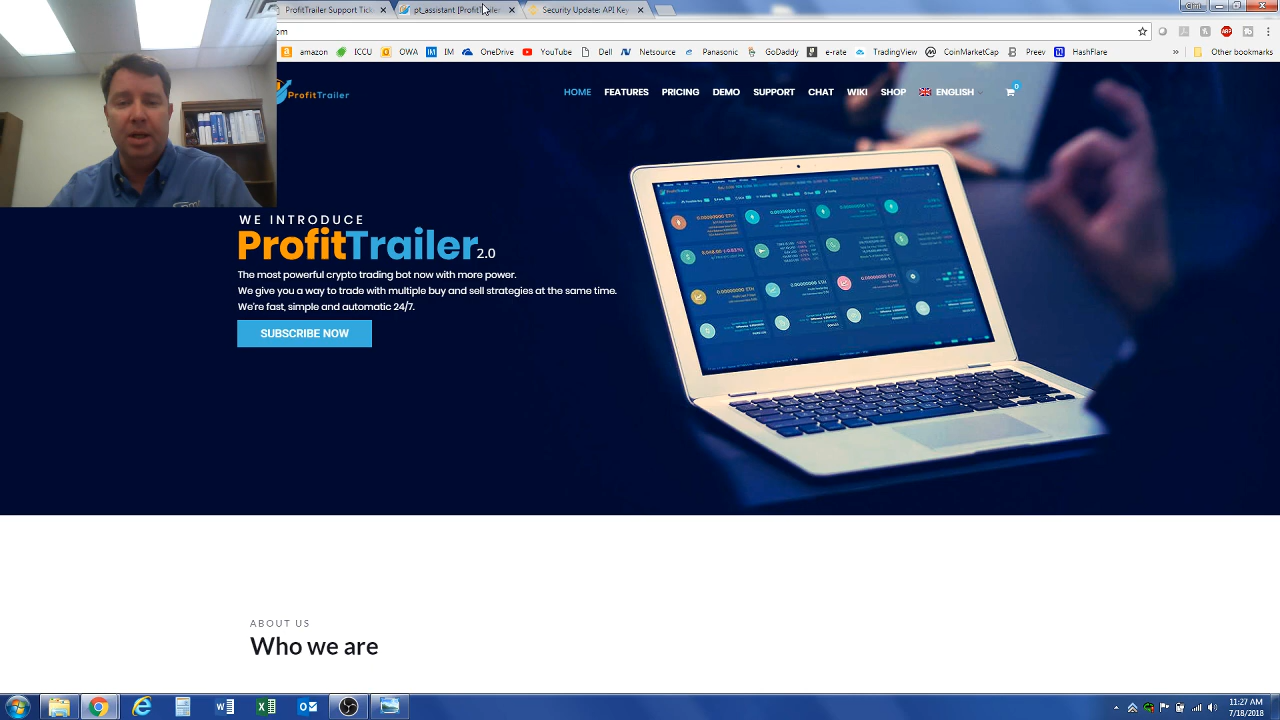 ProfitTrailer Support Tick
pt_assistant [ProfitTrailer
Security Update: API Key
Cim
om
amazon
ICCU
OWA
IM
OneDrive
YouTube
Dell
Netsource
Panasonic
GoDaddy
e-rate
TradingView
CoinMarketCap
Preev
HashFlare
»
Other bookmarks
ProfitTrailer
HOME
FEATURES
PRICING
DEMO
SUPPORT
CHAT
WIKI
SHOP
ENGLISH
0
WE INTRODUCE
ProfitTrailer 2.0
The most powerful crypto trading bot now with more power.
We give you a way to trade with multiple buy and sell strategies at the same time.
We're fast, simple and automatic 24/7.
SUBSCRIBE NOW
ABOUT US
Who we are
11:27 AM
7/18/2018